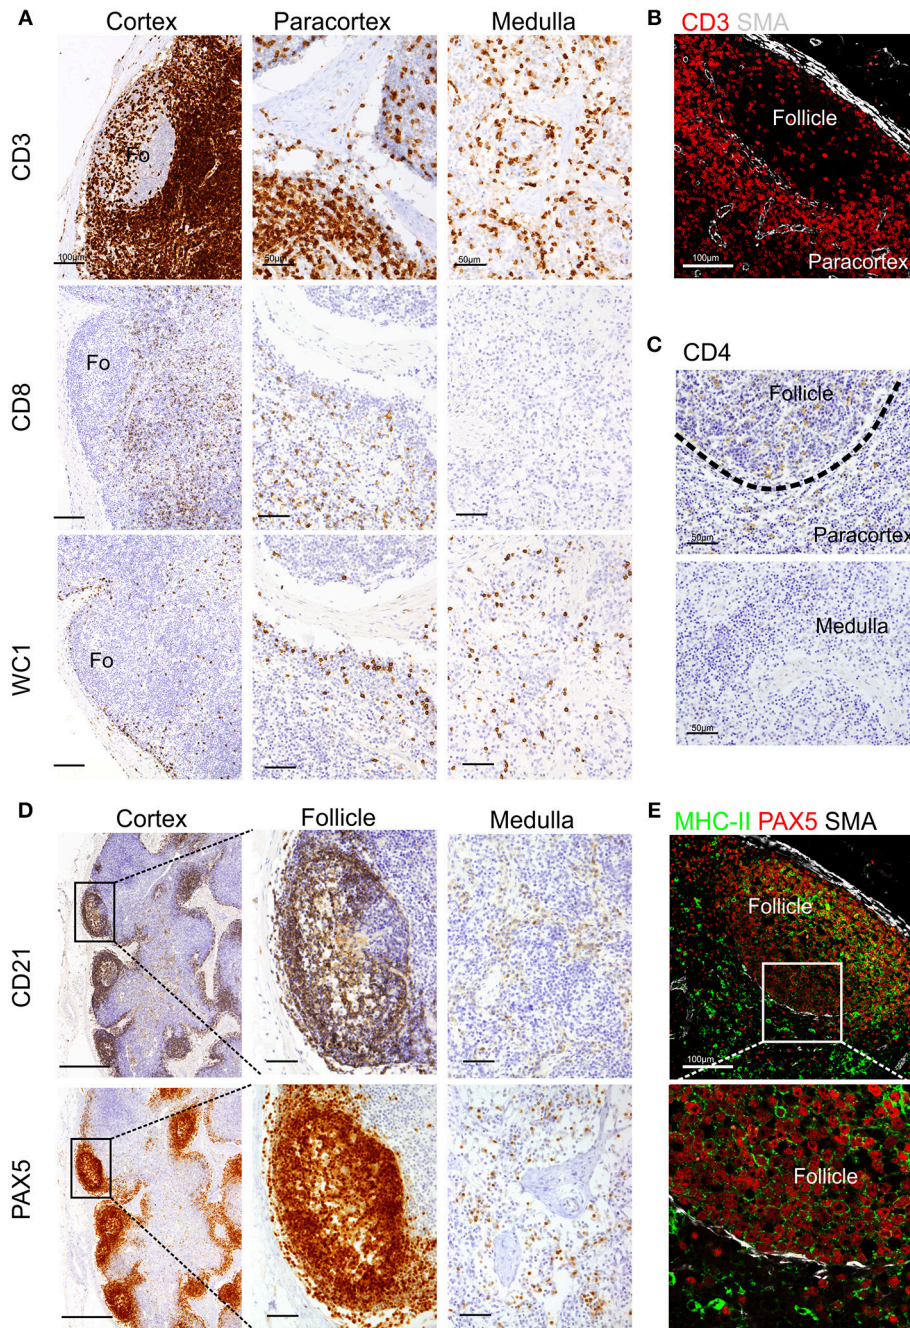 A
Cortex
Paracortex
Medulla
CD3
Fo
100µm
50µm
50µm
CD8
Fo
WC1
Fo
B
CD3 SMA
Follicle
Paracortex
100µm
C
CD4
Follicle
Paracortex
50µm
Medulla
50µm
D
Cortex
Follicle
Medulla
CD21
PAX5
E
MHC-II PAX5 SMA
Follicle
100µm
Follicle